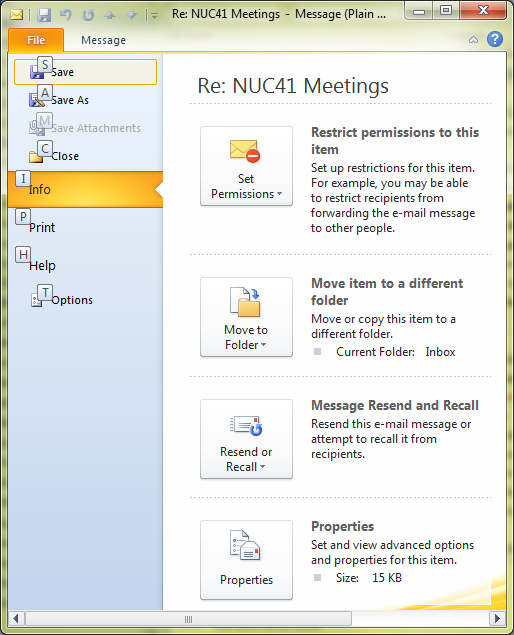 Re: NUC41 Meetings - Message (Plain ...
File Message
S Save
A Save As
M Save Attachments
C Close
I Info
P Print
H Help
T Options
Re: NUC41 Meetings
Set
Permissions
Restrict permissions to this
item
Set up restrictions for this item.
For example, you may be able
to restrict recipients from
forwarding the e-mail message
to other people.
Move to
Folder
Move item to a different
folder
Move or copy this item to a
different folder.
Current Folder: Inbox
Resend or
Recall
Message Resend and Recall
Resend this e-mail message or
attempt to recall it from
recipients.
Properties
Properties
Set and view advanced options
and properties for this item.
Size: 15 KB